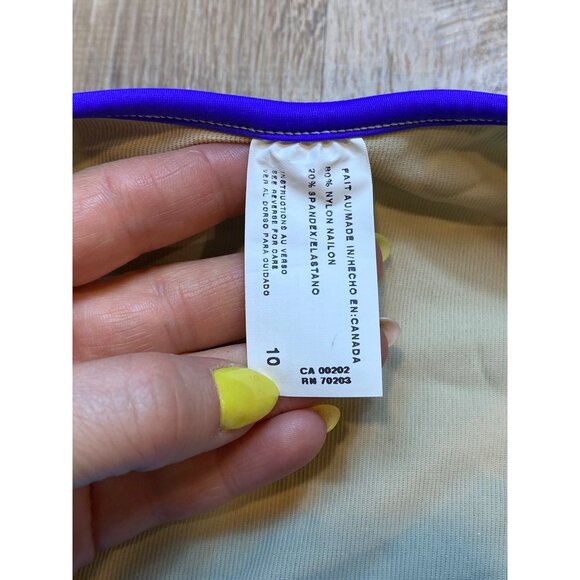 FAIT AU/MADE IN/HECHO EN:CANADA
80% NYLON NAILON
20% SPANDEX/ELASTANO
INSTRUCTIONS AU VERSO
SEE REVERSE FOR CARE
VER AL DORSO PARA CUIDADO
10
CA 00202
RN 70203